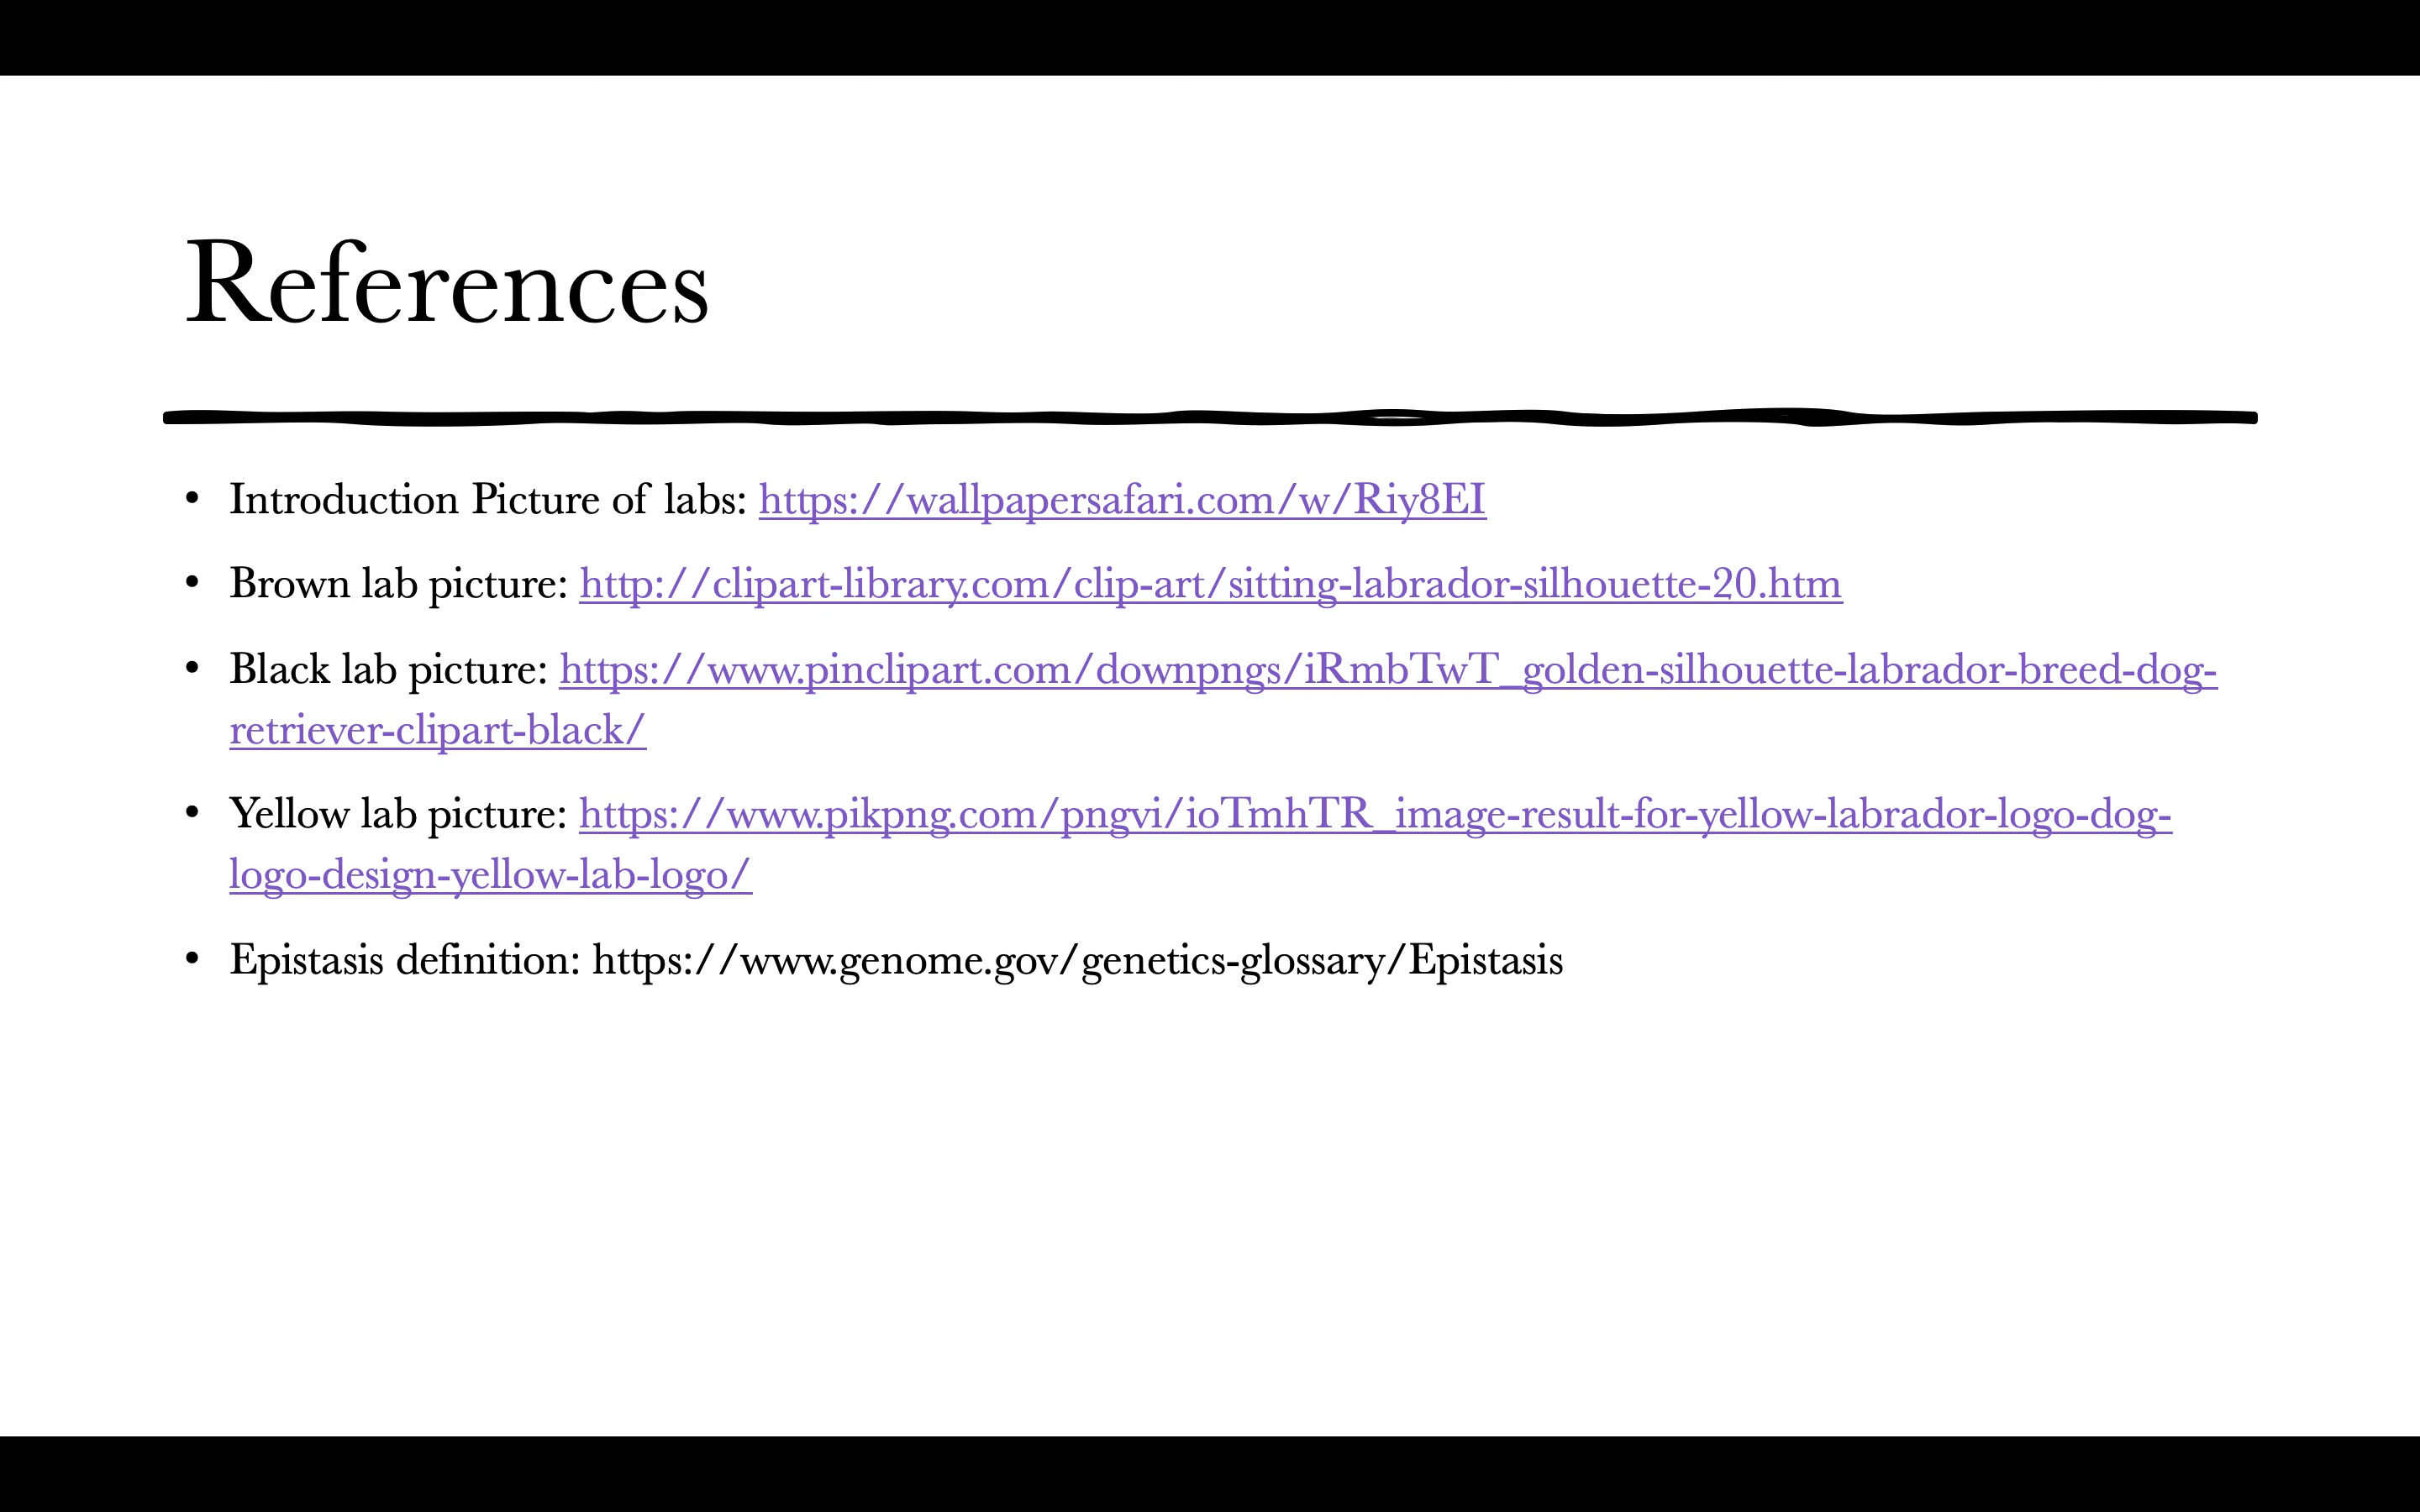 References
• Introduction Picture of labs: https://wallpapersafari.com/w/Riy8EI
• Brown lab picture: http://clipart-library.com/clip-art/sitting-labrador-silhouette-20.htm
• Black lab picture: https://www.pinclipart.com/downpngs/iRmbTwT_golden-silhouette-labrador-breed-dog-
retriever-clipart-black/
• Yellow lab picture: https://www.pikpng.com/pngvi/ioTmhTR_image-result-for-yellow-labrador-logo-dog-
logo-design-yellow-lab-logo/
• Epistasis definition: https://www.genome.gov/genetics-glossary/Epistasis